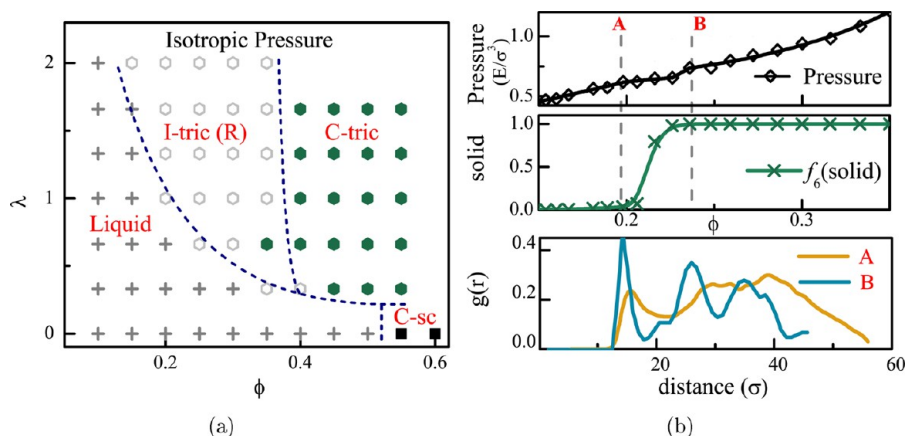 Isotropic Pressure
I-tric (R)
C-tric
Liquid
C-sc
λ
2
1
0
0.2
0.4
0.6
ϕ
(a)
A
B
Pressure
(E/σ³)
1.0
0.5
Pressure
solid
1.0
0.5
0.0
f₆(solid)
0.2
ϕ
0.3
g(r)
0.4
0.2
0.0
A
B
20
40
60
distance (σ)
(b)